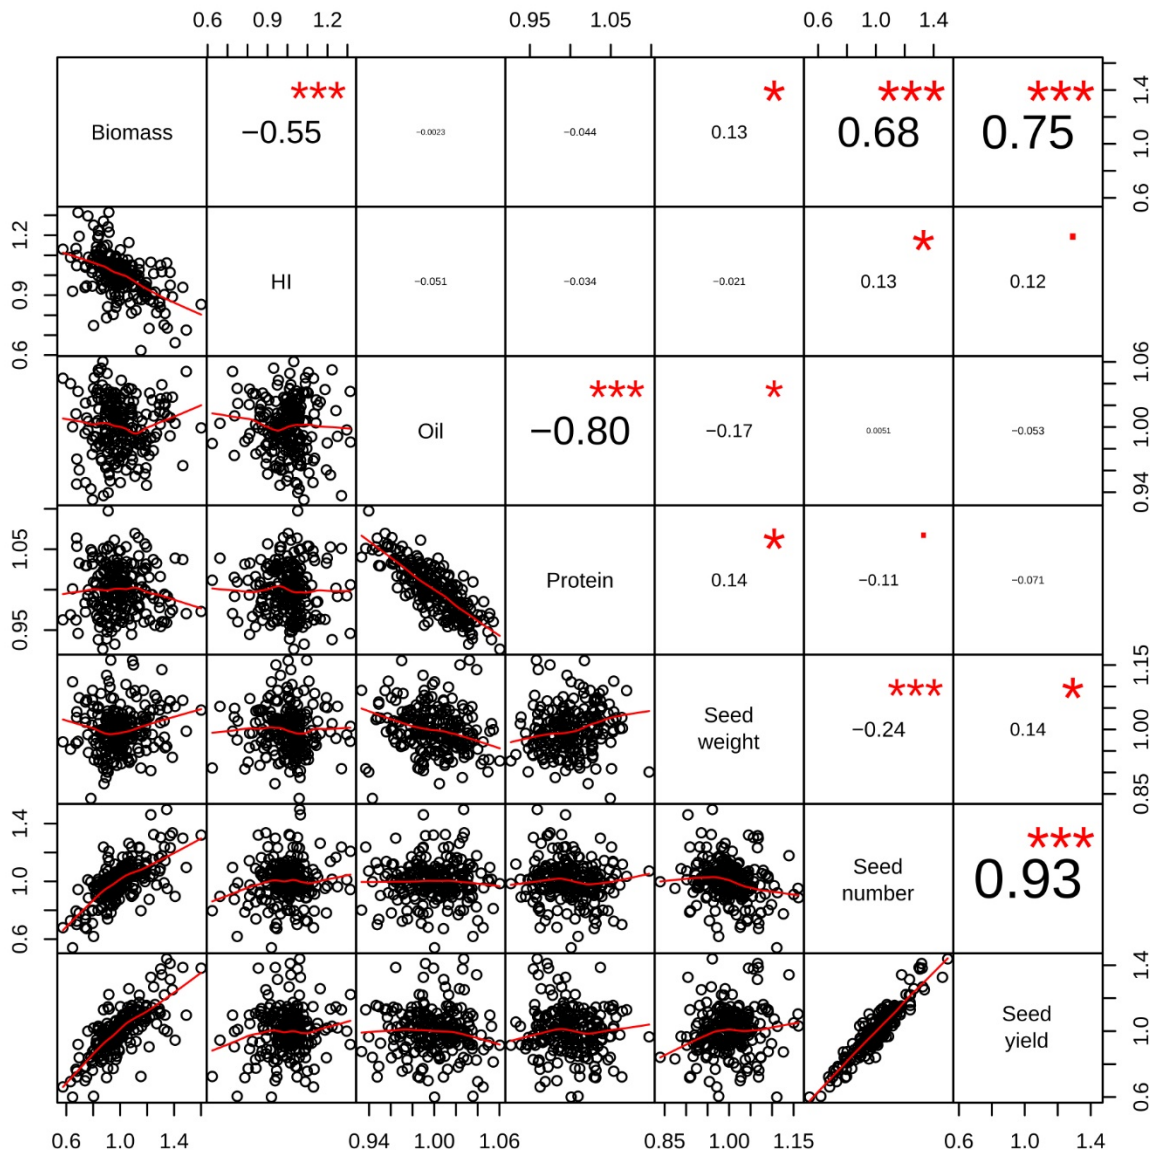 0.6 0.9 1.2 0.95 1.05 0.6 1.0 1.4
*** * *** ***
Biomass −0.55 −0.0023 −0.044 0.13 0.68 0.75
0.6 1.0 1.4
* .
HI −0.051 −0.034 −0.021 0.13 0.12
0.6 0.9 1.2
*** *
Oil −0.80 −0.17 0.0051 −0.053
0.94 1.00 1.06
* .
Protein 0.14 −0.11 −0.071
0.95 1.05
*** *
Seed
weight −0.24 0.14
0.85 1.00 1.15
***
Seed
number 0.93
0.6 1.0 1.4
Seed
yield
0.6 1.0 1.4
0.6 1.0 1.4 0.94 1.00 1.06 0.85 1.00 1.15 0.6 1.0 1.4